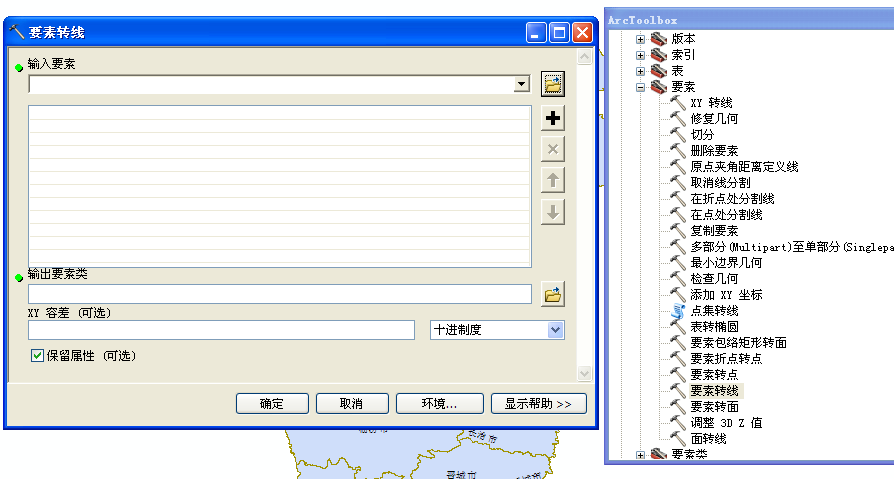 要素转线
输入要素
输出要素类
XY 容差 (可选)
十进制度
保留属性 (可选)
确定
取消
环境...
显示帮助 >>
长治市
晋城市
ArcToolbox
版本
索引
表
要素
XY 转线
修复几何
切分
删除要素
原点夹角距离定义线
取消线分割
在折点处分割线
在点处分割线
复制要素
多部分(Multipart)至单部分(Singlepa
最小边界几何
检查几何
添加 XY 坐标
点集转线
表转椭圆
要素包络矩形转面
要素折点转点
要素转点
要素转线
要素转面
调整 3D Z 值
面转线
要素类